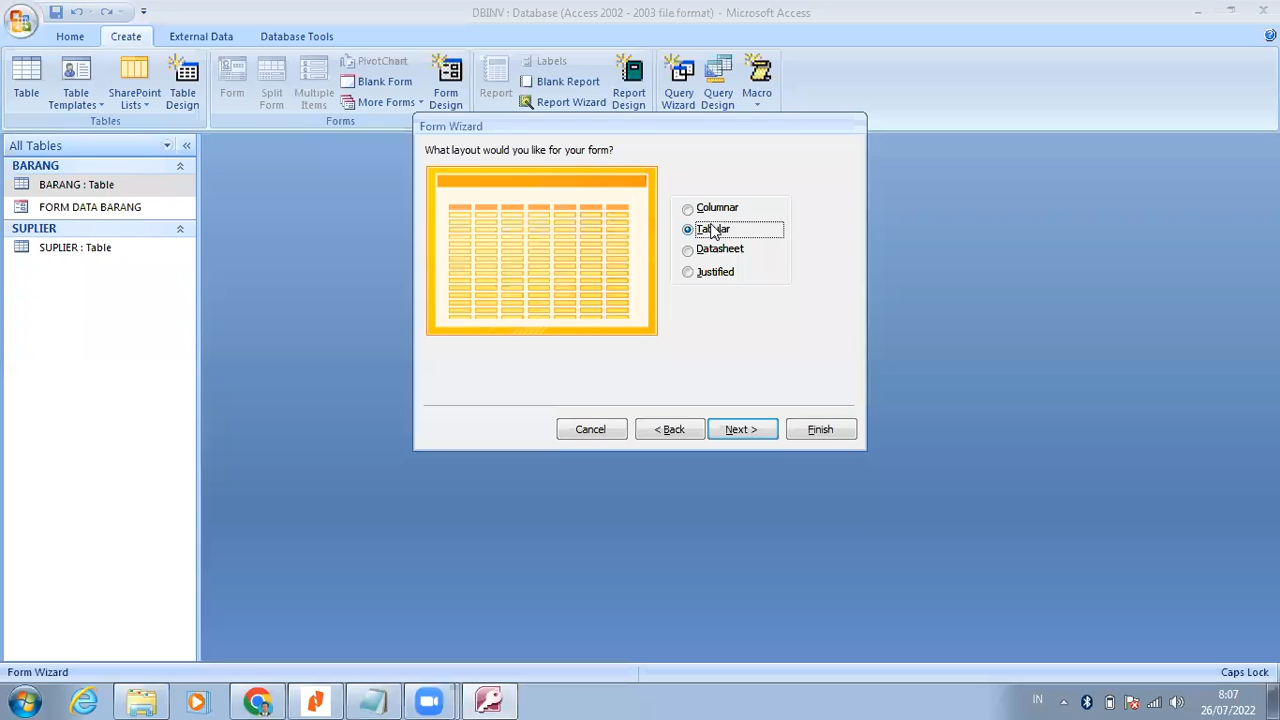 DBINV : Database (Access 2002 - 2003 file format) - Microsoft Access
Home Create External Data Database Tools
Table
Table Templates
SharePoint Lists
Table Design
Tables
Form
Split Form
Multiple Items
PivotChart
Blank Form
More Forms
Form Design
Forms
Report
Labels
Blank Report
Report Wizard
Report Design
Query Wizard
Query Design
Macro
All Tables
BARANG
BARANG : Table
FORM DATA BARANG
SUPLIER
SUPLIER : Table
Form Wizard
What layout would you like for your form?
Columnar
Tabular
Datasheet
Justified
Cancel < Back Next > Finish
Form Wizard Caps Lock
IN
8:07
26/07/2022